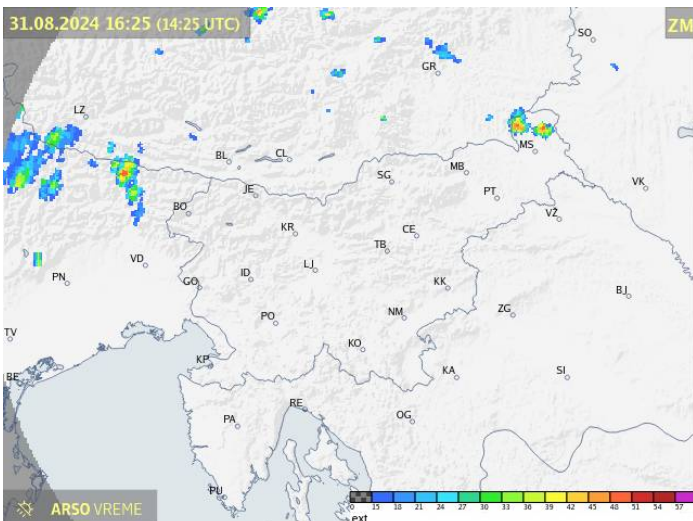 31.08.2024 16:25 (14:25 UTC)
ZM
SO
GR
LZ
MS
BL
CL
MB
SG
VK
JE
PT
BO
VŽ
KR
CE
TB
VD
LJ
PN
GO
ID
KK
BJ
NM
ZG
PO
TV
KO
KP
KA
SI
BE
RE
PA
OG
PU
0 15 18 21 24 27 30 33 36 39 42 45 48 51 54 57
ext
ARSO VREME